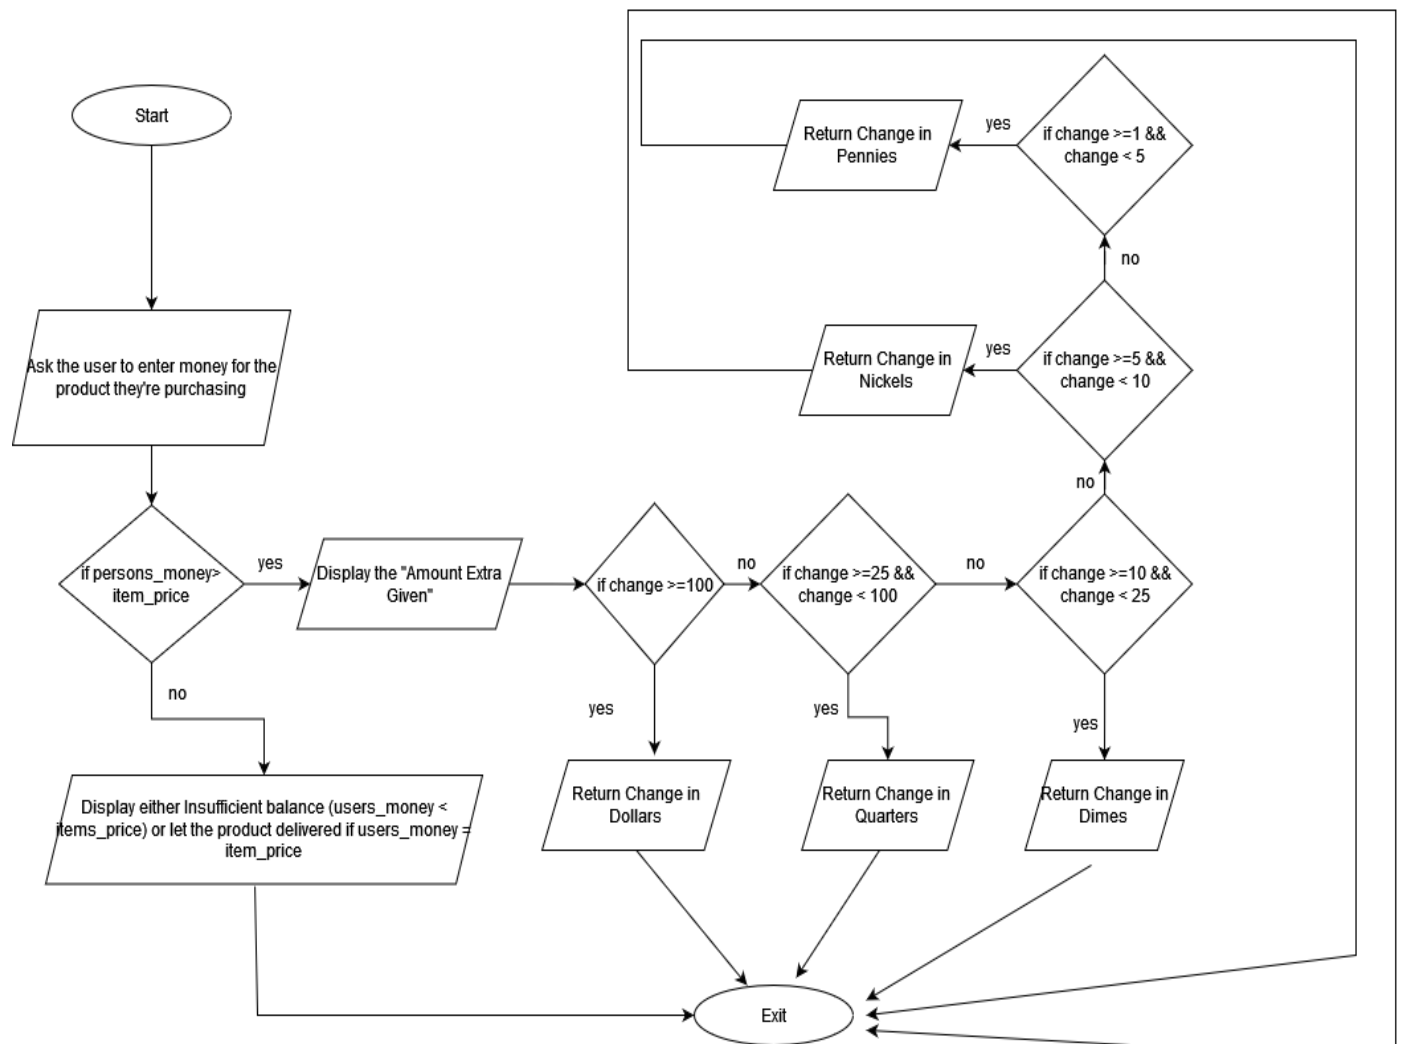 Start
Ask the user to enter money for the
product they're purchasing
if persons_money>
item_price
yes
no
Display the "Amount Extra
Given"
Display either Insufficient balance (users_money <
items_price) or let the product delivered if users_money =
item_price
if change >=100
no
yes
Return Change in
Dollars
if change >=25 &&
change < 100
no
yes
Return Change in
Quarters
if change >=10 &&
change < 25
no
yes
Return Change in
Dimes
if change >=5 &&
change < 10
yes
no
Return Change in
Nickels
if change >=1 &&
change < 5
yes
Return Change in
Pennies
Exit